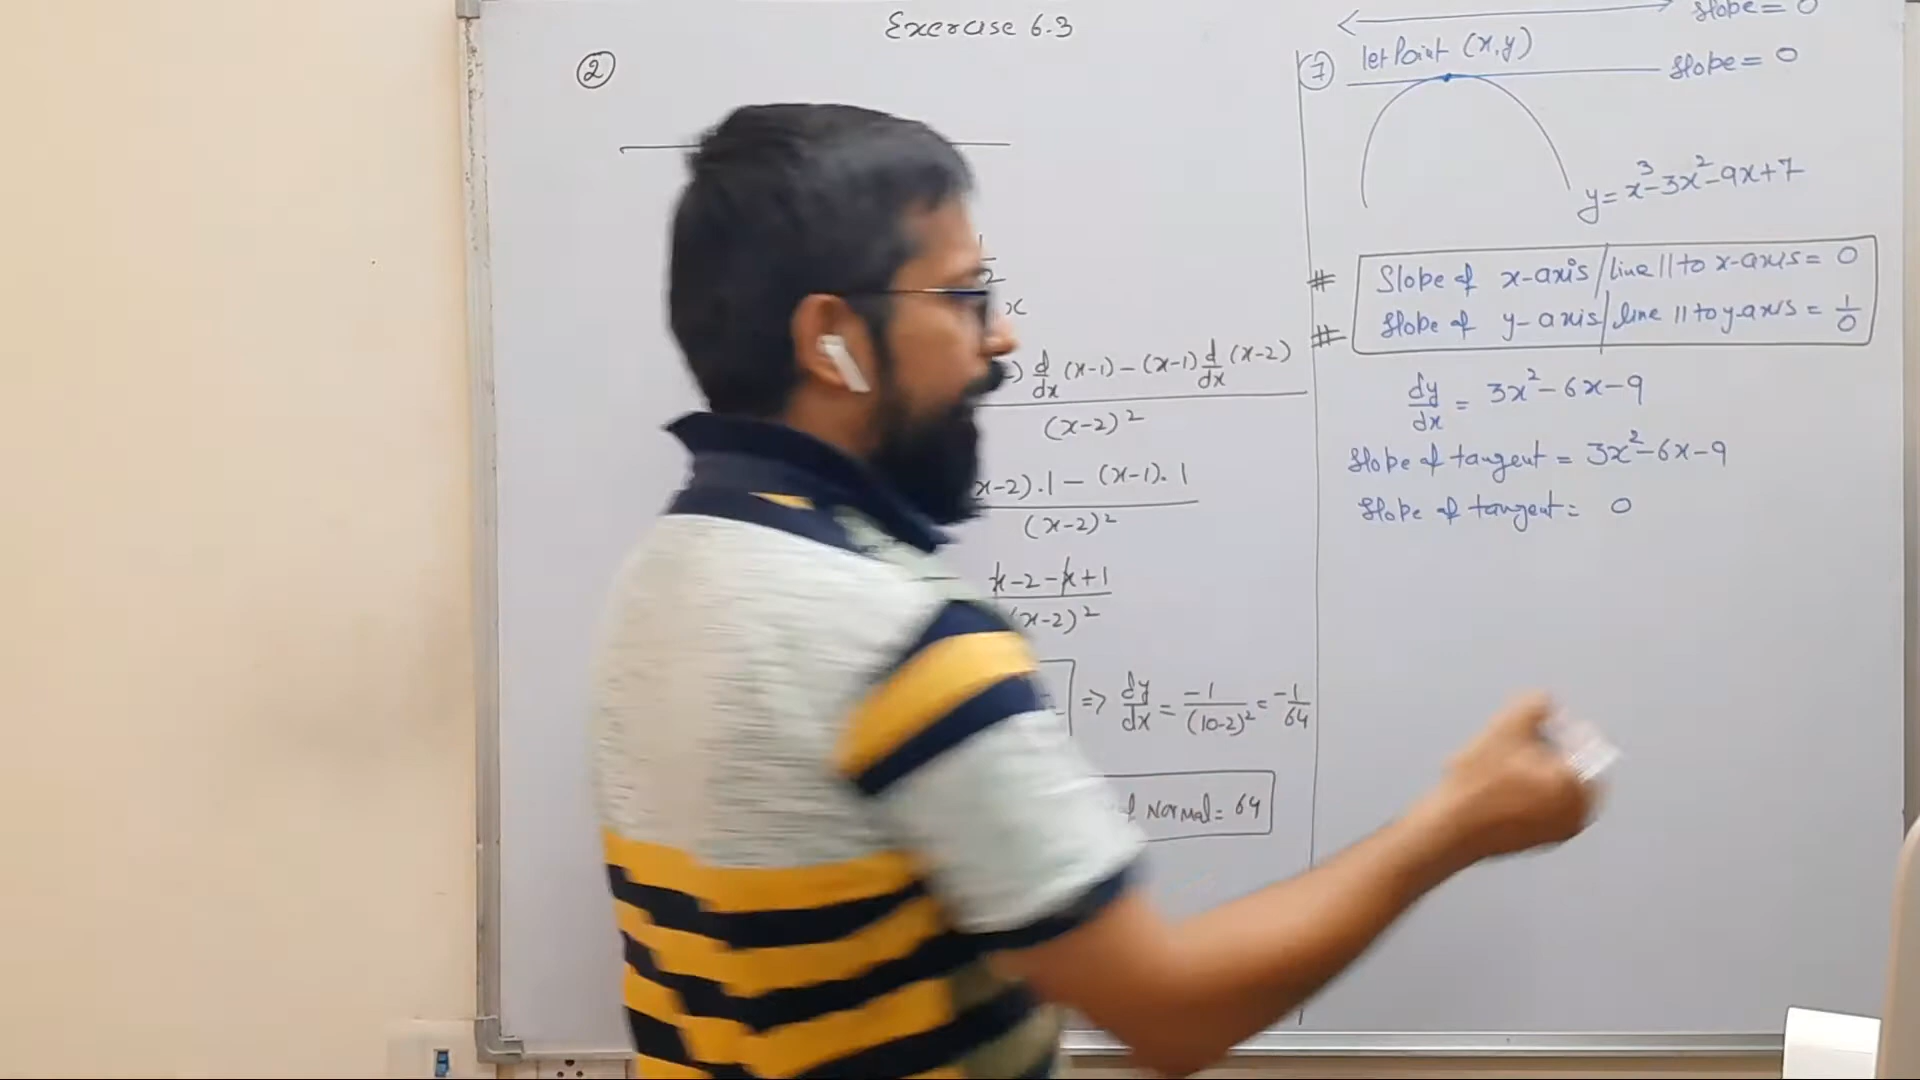 Exercise 6.3
②
1
2
x
) d/dx (x-1) - (x-1) d/dx (x-2)
(x-2)²
x-2).1 - (x-1).1
(x-2)²
x-2-x+1
(x-2)²
=> dy/dx = -1/(10-2)² = -1/64
Normal = 64
slope = 0
⑦ let Point (x,y)
slope = 0
y = x³-3x²-9x+7
# Slope of x-axis/line || to x-axis = 0
# Slope of y-axis/line || to y-axis = 1/0
dy/dx = 3x²-6x-9
Slope of tangent = 3x²-6x-9
Slope of tangent = 0